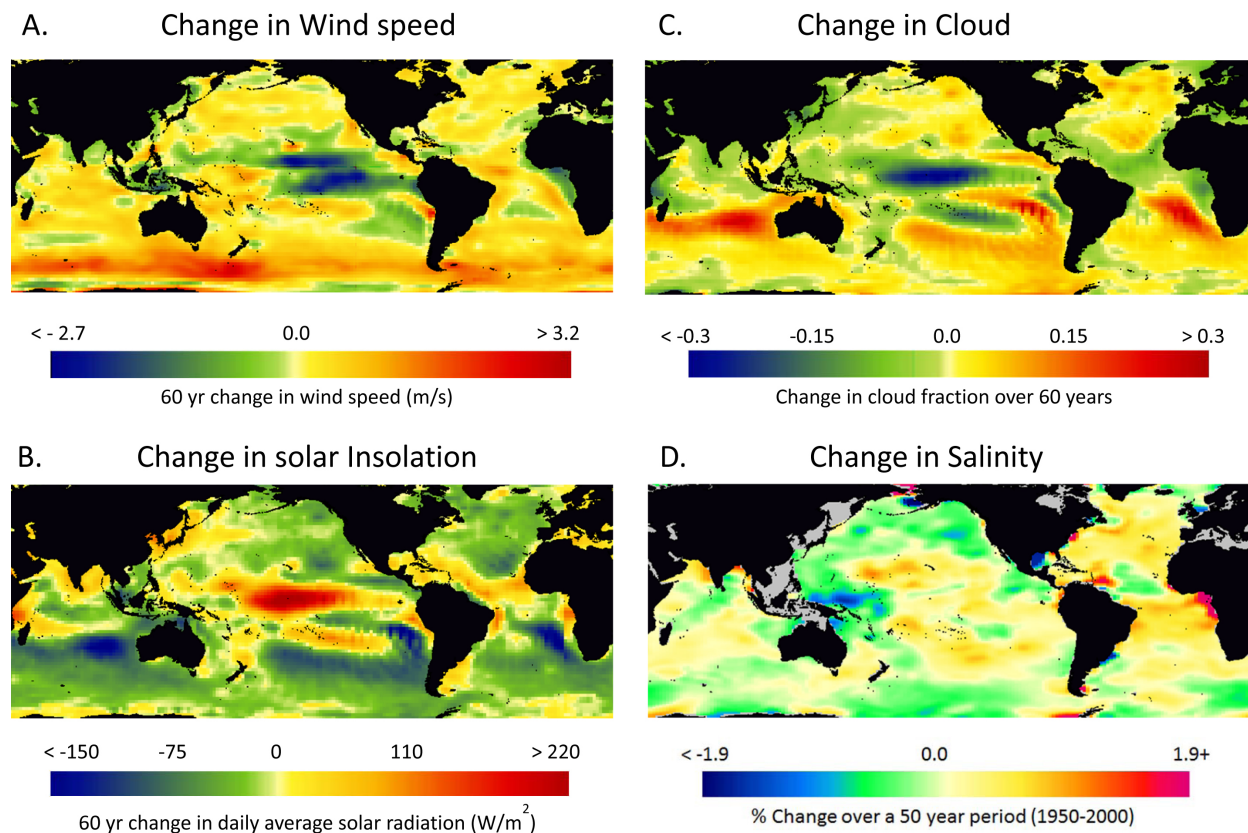 A. Change in Wind speed
< - 2.7 0.0 > 3.2
60 yr change in wind speed (m/s)
C. Change in Cloud
< -0.3 -0.15 0.0 0.15 > 0.3
Change in cloud fraction over 60 years
B. Change in solar Insolation
< -150 -75 0 110 > 220
60 yr change in daily average solar radiation (W/m²)
D. Change in Salinity
< -1.9 0.0 1.9+
% Change over a 50 year period (1950-2000)